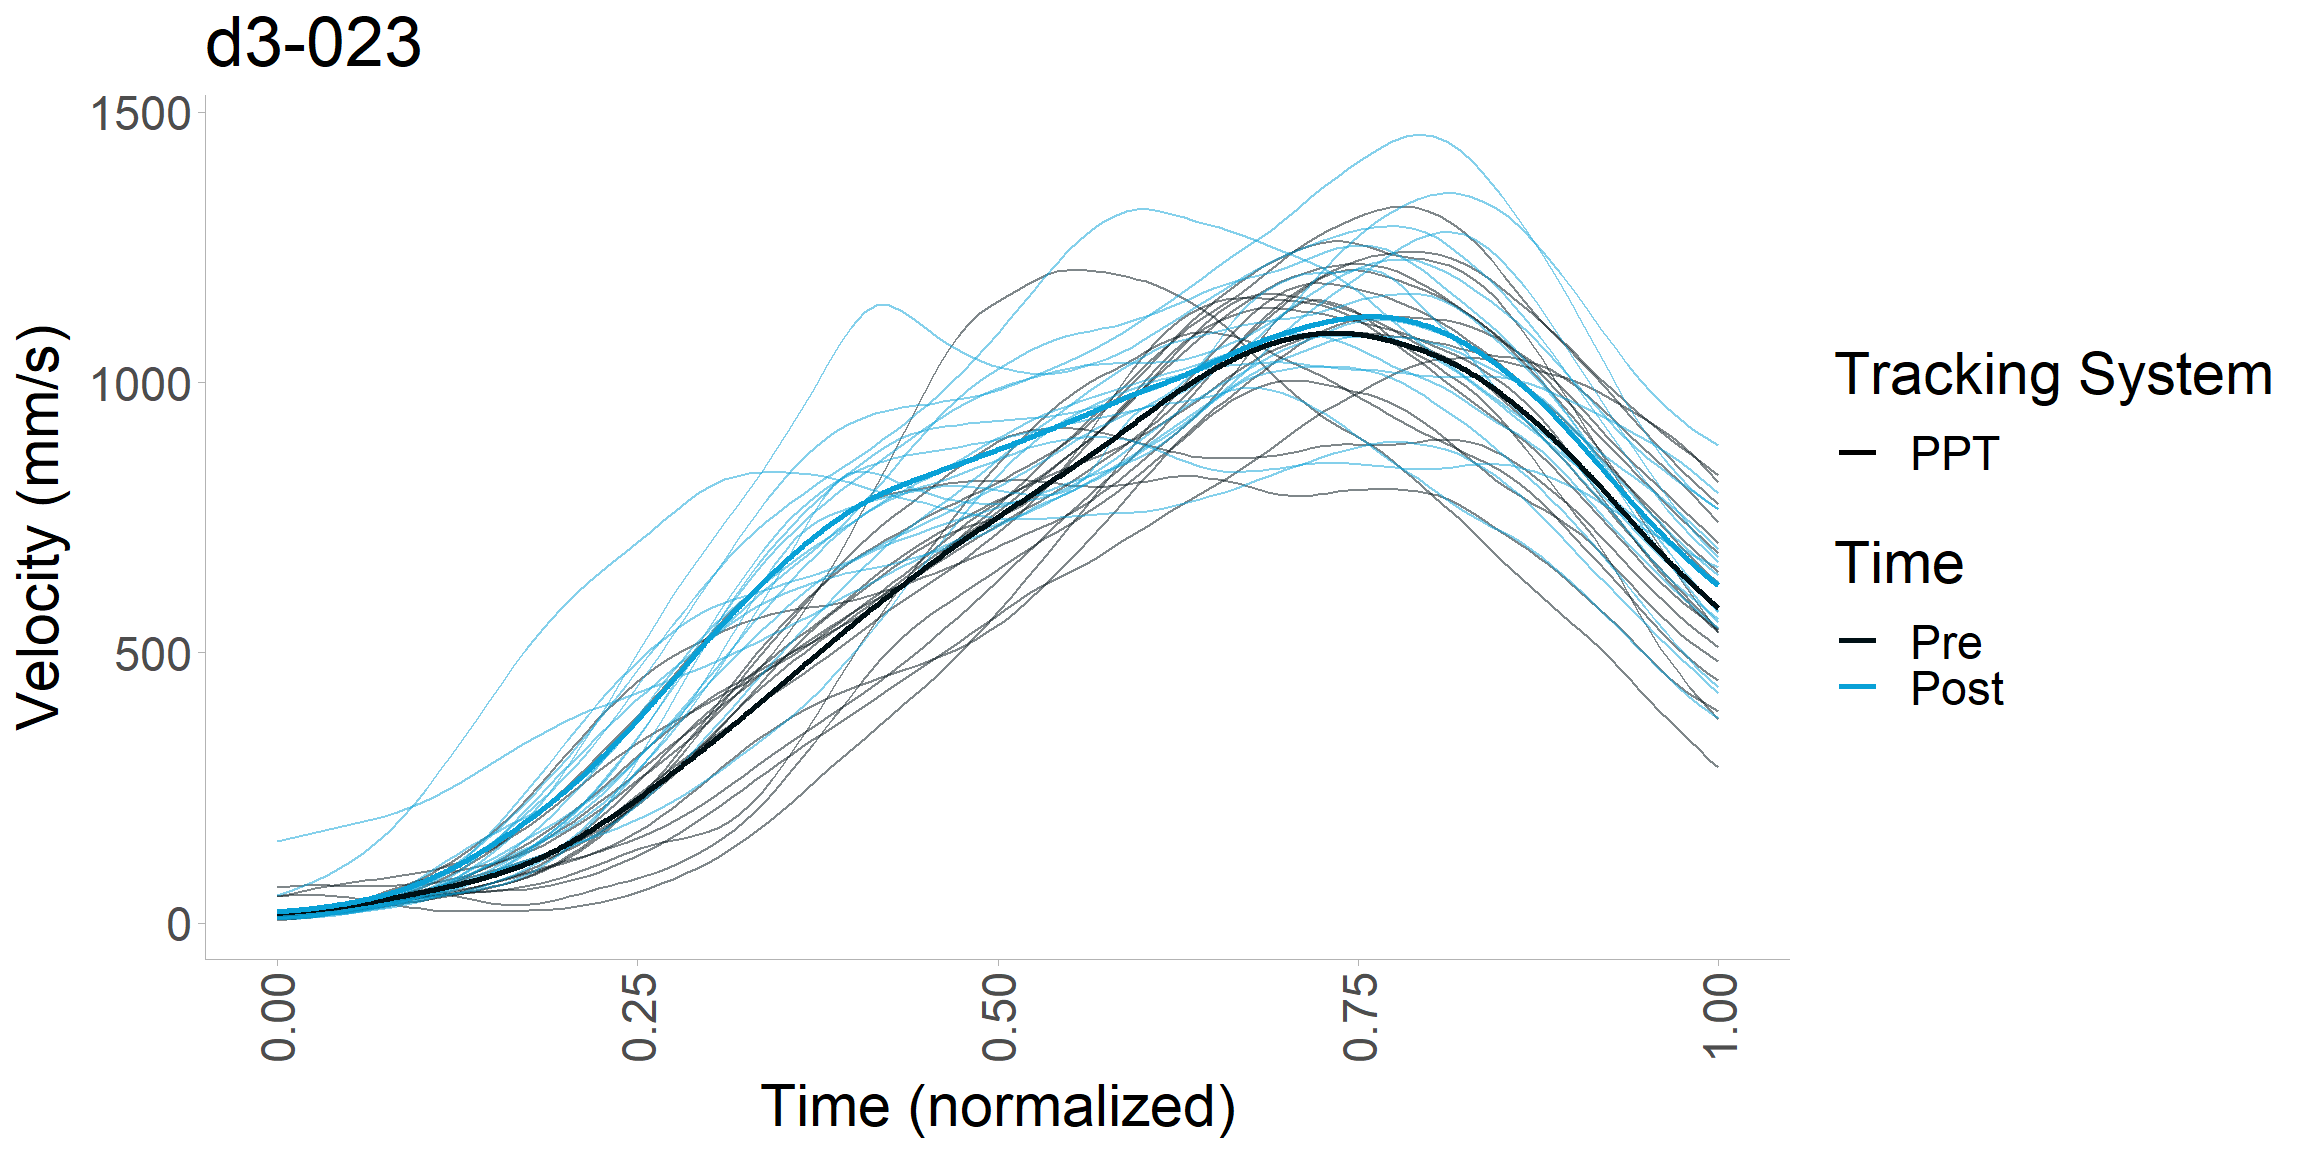 d3-023
1500
1000
500
0
Velocity (mm/s)
0.00
0.25
0.50
0.75
1.00
Time (normalized)
Tracking System
PPT
Time
Pre
Post